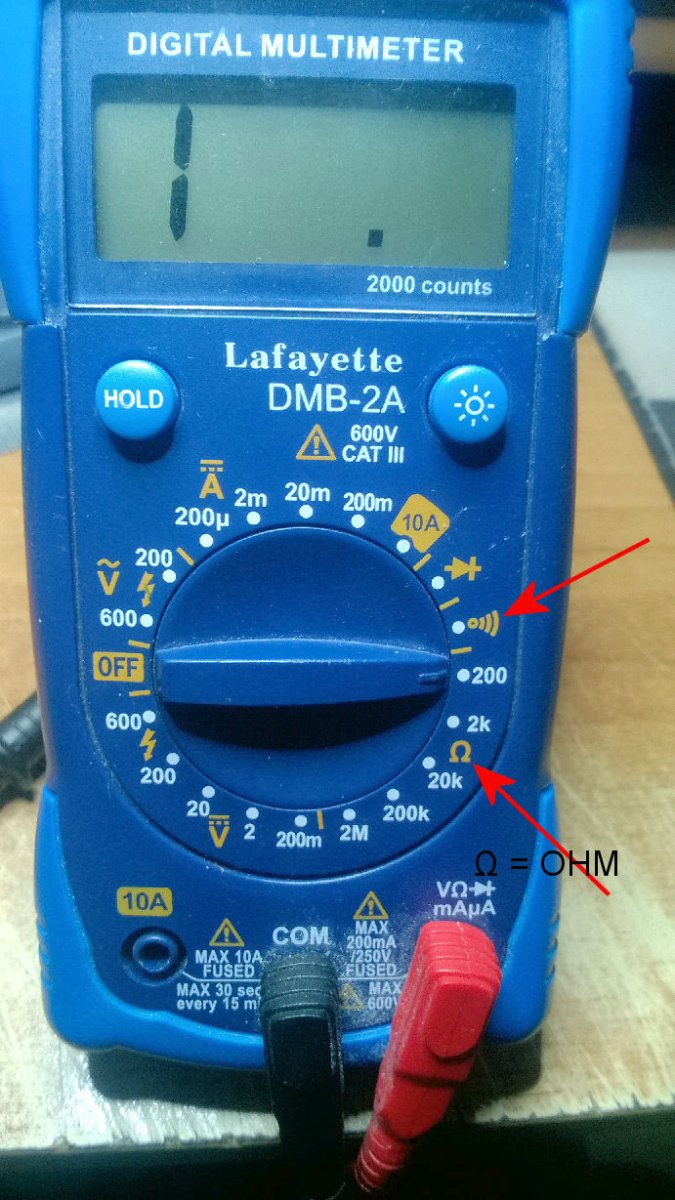 DIGITAL MULTIMETER
1 .
2000 counts
Lafayette
HOLD
DMB-2A
600V
CAT III
A
2m
20m
200m
10A
200µ
200
V
600
OFF
600
200
20
V
2
200m
2M
200k
20k
Ω
2k
200
Ω = OHM
10A
MAX 10A
FUSED
MAX 30 sec
every 15 m
COM
MAX
200mA
/250V
FUSED
MAX
600V
VΩ
mAµA